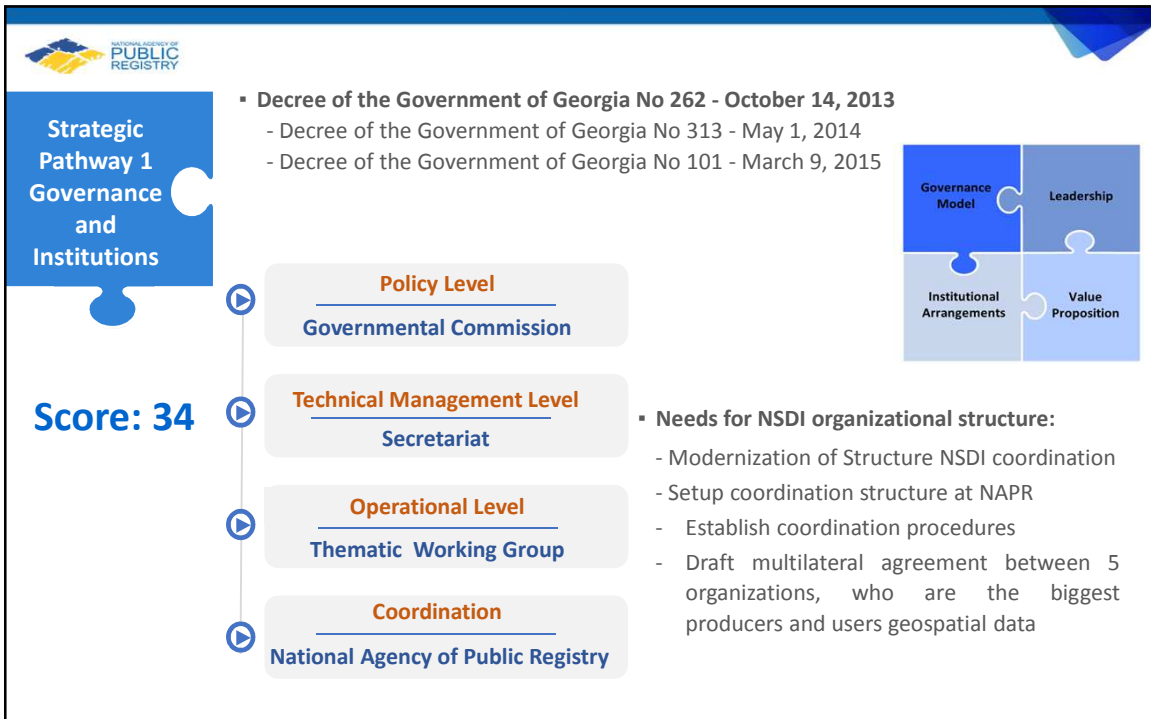 NATIONAL AGENCY OF
PUBLIC
REGISTRY
Strategic
Pathway 1
Governance
and
Institutions
Score: 34
▪ Decree of the Government of Georgia No 262 - October 14, 2013
- Decree of the Government of Georgia No 313 - May 1, 2014
- Decree of the Government of Georgia No 101 - March 9, 2015
Governance
Model
Leadership
Institutional
Arrangements
Value
Proposition
Policy Level
Governmental Commission
Technical Management Level
Secretariat
Operational Level
Thematic Working Group
Coordination
National Agency of Public Registry
▪ Needs for NSDI organizational structure:
- Modernization of Structure NSDI coordination
- Setup coordination structure at NAPR
- Establish coordination procedures
- Draft multilateral agreement between 5
organizations, who are the biggest
producers and users geospatial data